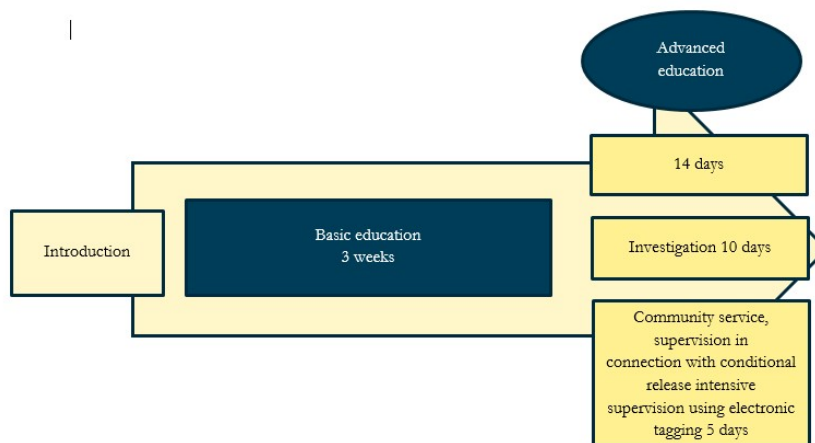 Advanced
education
14 days
Introduction
Basic education
3 weeks
Investigation 10 days
Community service,
supervision in
connection with conditional
release intensive
supervision using electronic
tagging 5 days